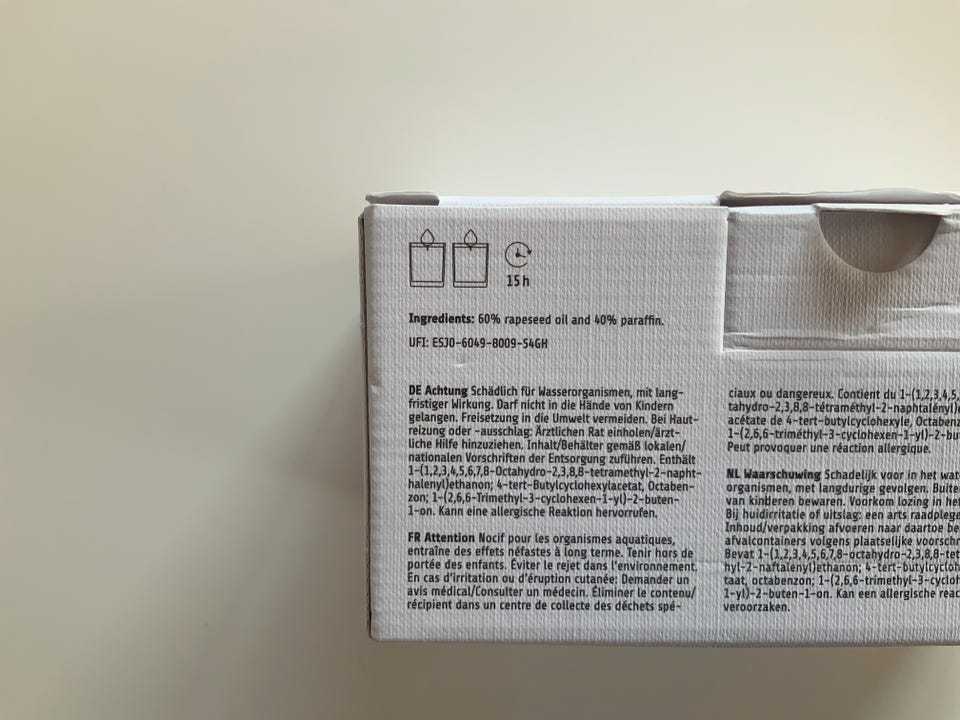 15 h
Ingredients: 60% rapeseed oil and 40% paraffin.
UFI: ESJ0-6049-8009-S4GH
DE Achtung Schädlich für Wasserorganismen, mit lang-
fristiger Wirkung. Darf nicht in die Hände von Kindern
gelangen. Freisetzung in die Umwelt vermeiden. Bei Haut-
reizung oder -ausschlag: Ärztlichen Rat einholen/ärzt-
liche Hilfe hinzuziehen. Inhalt/Behälter gemäß lokalen/
nationalen Vorschriften der Entsorgung zuführen. Enthält
1-(1,2,3,4,5,6,7,8-Octahydro-2,3,8,8-tetramethyl-2-napht-
halenyl)ethanon; 4-tert-Butylcyclohexylacetat, Octaben-
zon; 1-(2,6,6-Trimethyl-3-cyclohexen-1-yl)-2-buten-
1-on. Kann eine allergische Reaktion hervorrufen.
FR Attention Nocif pour les organismes aquatiques,
entraîne des effets néfastes à long terme. Tenir hors de
portée des enfants. Éviter le rejet dans l'environnement.
En cas d'irritation ou d'éruption cutanée: Demander un
avis médical/Consulter un médecin. Éliminer le contenu/
récipient dans un centre de collecte des déchets spé-
ciaux ou dangereux. Contient du 1-(1,2,3,4,5,
tahydro-2,3,8,8-tétraméthyl-2-naphtalényl)
acétate de 4-tert-butylcyclohexyle, Octaben
1-(2,6,6-triméthyl-3-cyclohexen-1-yl)-2-bu
Peut provoquer une réaction allergique.
NL Waarschuwing Schadelijk voor in het wat
organismen, met langdurige gevolgen. Buite
van kinderen bewaren. Voorkom lozing in he
Bij huidirritatie of uitslag: een arts raadplege
Inhoud/verpakking afvoeren naar daartoe be
afvalcontainers volgens plaatselijke voorschr
Bevat 1-(1,2,3,4,5,6,7,8-octahydro-2,3,8,8-tet
hyl-2-naftalenyl)ethanon; 4-tert-butylcycloh
taat, octabenzon; 1-(2,6,6-trimethyl-3-cycloh
1-yl)-2-buten-1-on. Kan een allergische reac
veroorzaken.